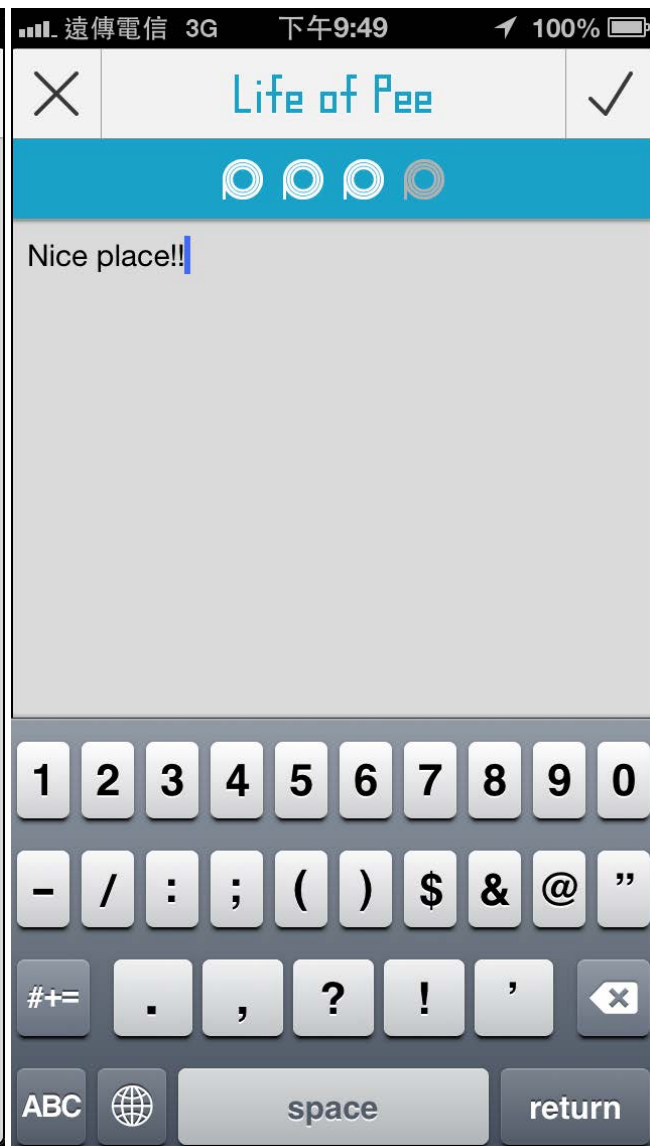 遠傳電信 3G 下午9:49 100%
Life of Pee
Nice place!!
1 2 3 4 5 6 7 8 9 0
- / : ; ( ) $ & @ ”
#+= . , ? ! ’
ABC space return